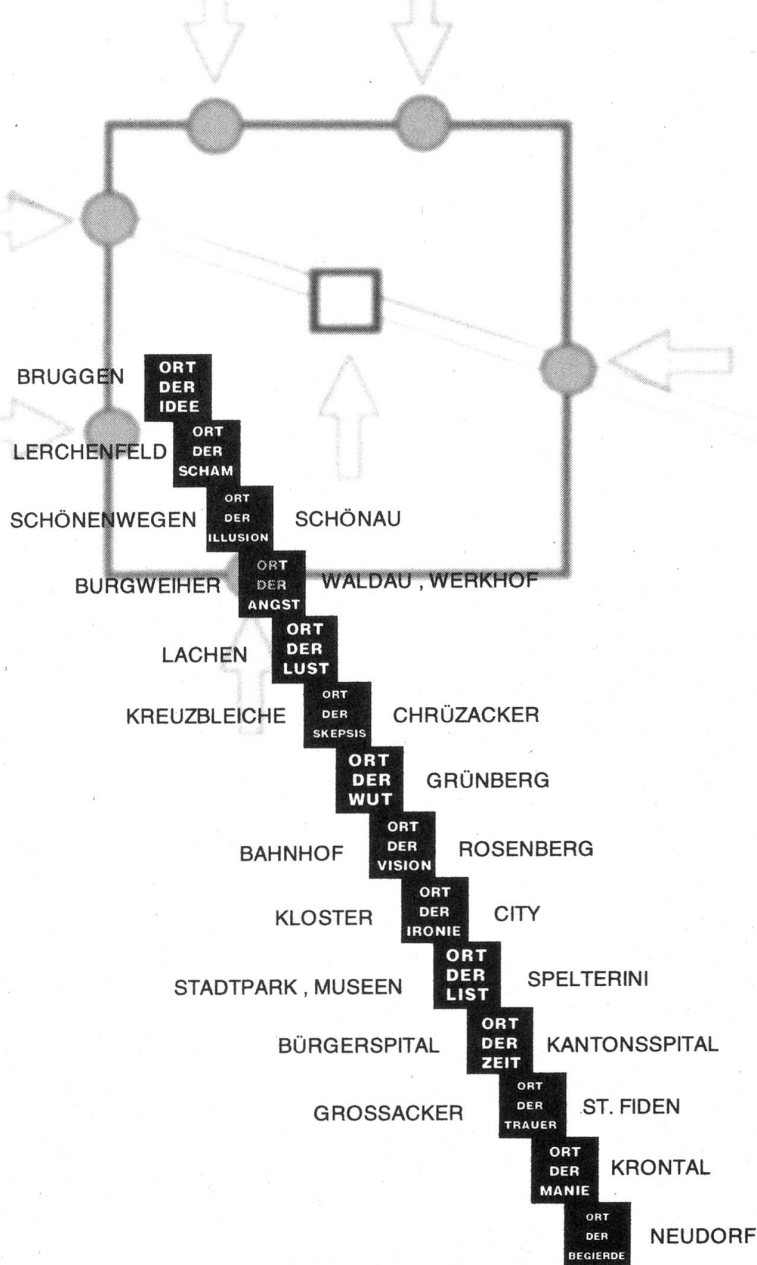 BRUGGEN
ORT
DER
IDEE
LERCHENFELD
ORT
DER
SCHAM
SCHÖNENWEGEN
ORT
DER
ILLUSION
SCHÖNAU
BURGWEIHER
ORT
DER
ANGST
WALDAU , WERKHOF
LACHEN
ORT
DER
LUST
KREUZBLEICHE
ORT
DER
SKEPSIS
CHRÜZACKER
ORT
DER
WUT
GRÜNBERG
BAHNHOF
ORT
DER
VISION
ROSENBERG
KLOSTER
ORT
DER
IRONIE
CITY
STADTPARK , MUSEEN
ORT
DER
LIST
SPELTERINI
BÜRGERSPITAL
ORT
DER
ZEIT
KANTONSSPITAL
GROSSACKER
ORT
DER
TRAUER
ST. FIDEN
ORT
DER
MANIE
KRONTAL
ORT
DER
BEGIERDE
NEUDORF